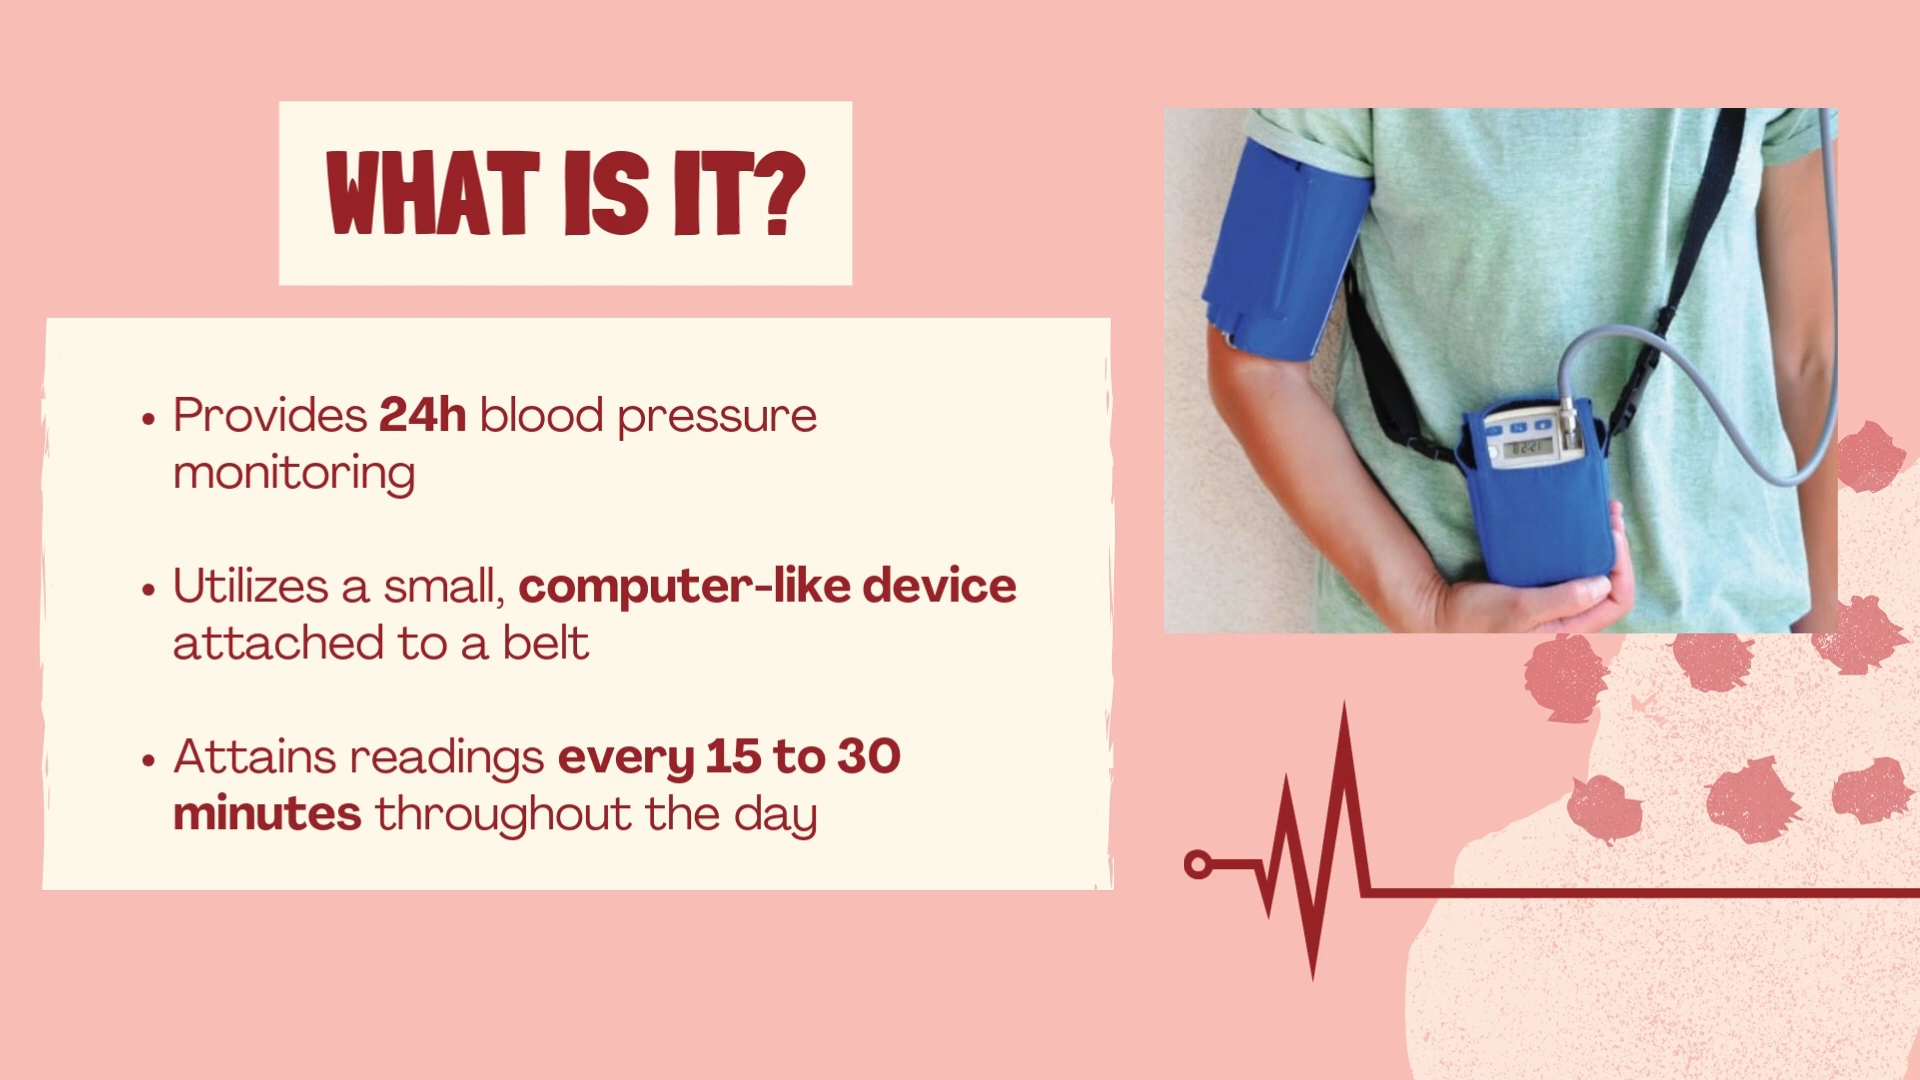 WHAT IS IT?
• Provides 24h blood pressure
monitoring
• Utilizes a small, computer-like device
attached to a belt
• Attains readings every 15 to 30
minutes throughout the day